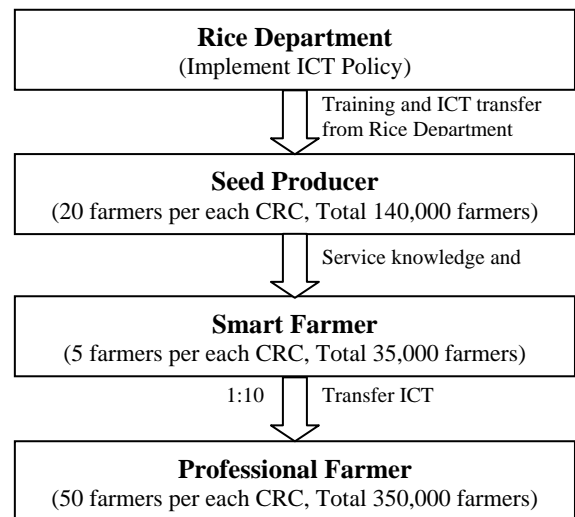 Rice Department
(Implement ICT Policy)
Training and ICT transfer
from Rice Department
Seed Producer
(20 farmers per each CRC, Total 140,000 farmers)
Service knowledge and
Smart Farmer
(5 farmers per each CRC, Total 35,000 farmers)
1:10 Transfer ICT
Professional Farmer
(50 farmers per each CRC, Total 350,000 farmers)